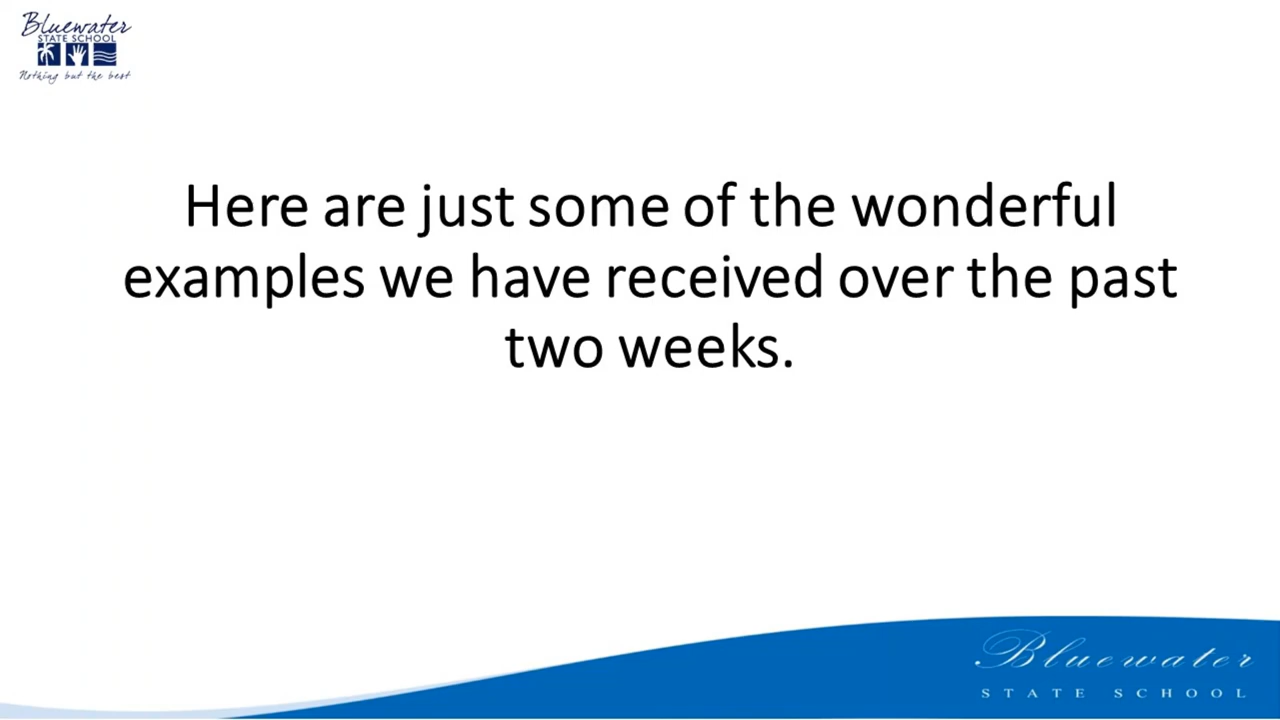 Bluewater
STATE SCHOOL
Nothing but the best
Here are just some of the wonderful
examples we have received over the past
two weeks.
Bluewater
STATE SCHOOL